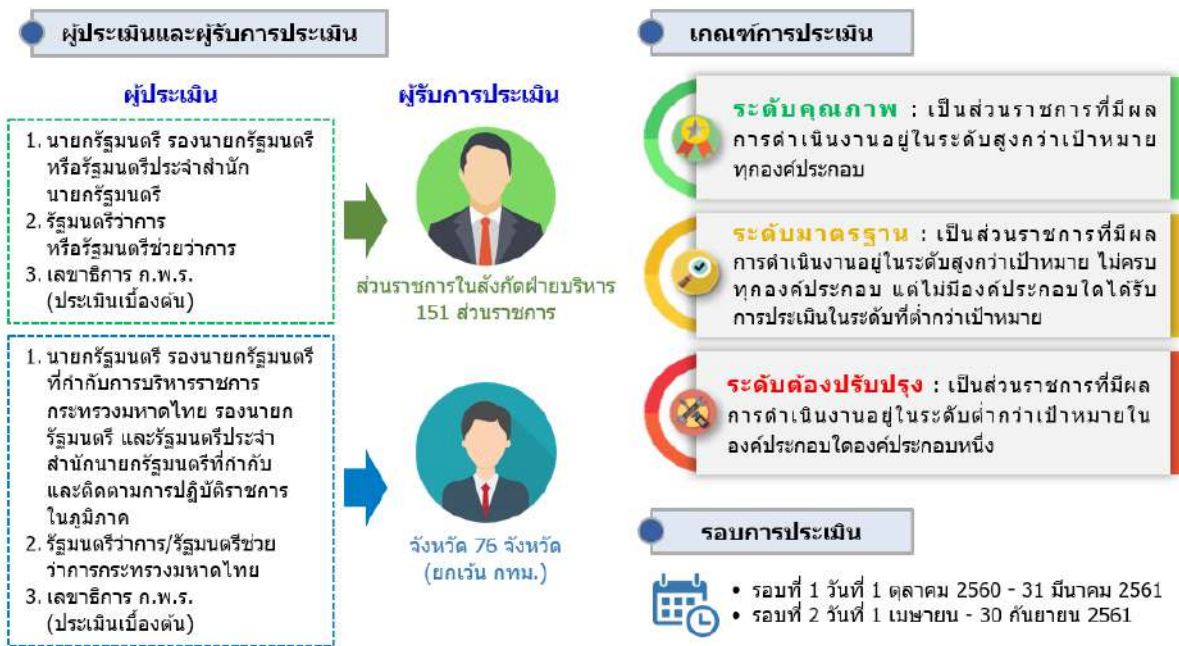 ผู้ประเมินและผู้รับการประเมิน
ผู้ประเมิน
ผู้รับการประเมิน
1. นายกรัฐมนตรี รองนายกรัฐมนตรี
หรือรัฐมนตรีประจำสำนัก
นายกรัฐมนตรี
2. รัฐมนตรีว่าการ
หรือรัฐมนตรีช่วยว่าการ
3. เลขาธิการ ก.พ.ร.
(ประเมินเบื้องต้น)
ส่วนราชการในสังกัดฝ่ายบริหาร
151 ส่วนราชการ
1. นายกรัฐมนตรี รองนายกรัฐมนตรี
ที่กำกับการบริหารราชการ
กระทรวงมหาดไทย รองนายก
รัฐมนตรี และรัฐมนตรีประจำ
สำนักนายกรัฐมนตรีที่กำกับ
และติดตามการปฏิบัติราชการ
ในภูมิภาค
2. รัฐมนตรีว่าการ/รัฐมนตรีช่วย
ว่าการกระทรวงมหาดไทย
3. เลขาธิการ ก.พ.ร.
(ประเมินเบื้องต้น)
จังหวัด 76 จังหวัด
(ยกเว้น กทม.)
เกณฑ์การประเมิน
ระดับคุณภาพ : เป็นส่วนราชการที่มีผล
การดำเนินงานอยู่ในระดับสูงกว่าเป้าหมาย
ทุกองค์ประกอบ
ระดับมาตรฐาน : เป็นส่วนราชการที่มีผล
การดำเนินงานอยู่ในระดับสูงกว่าเป้าหมาย ไม่ครบ
ทุกองค์ประกอบ แต่ไม่มีองค์ประกอบใดได้รับ
การประเมินในระดับที่ต่ำกว่าเป้าหมาย
ระดับต้องปรับปรุง : เป็นส่วนราชการที่มีผล
การดำเนินงานอยู่ในระดับต่ำกว่าเป้าหมายใน
องค์ประกอบใดองค์ประกอบหนึ่ง
รอบการประเมิน
• รอบที่ 1 วันที่ 1 ตุลาคม 2560 - 31 มีนาคม 2561
• รอบที่ 2 วันที่ 1 เมษายน - 30 กันยายน 2561